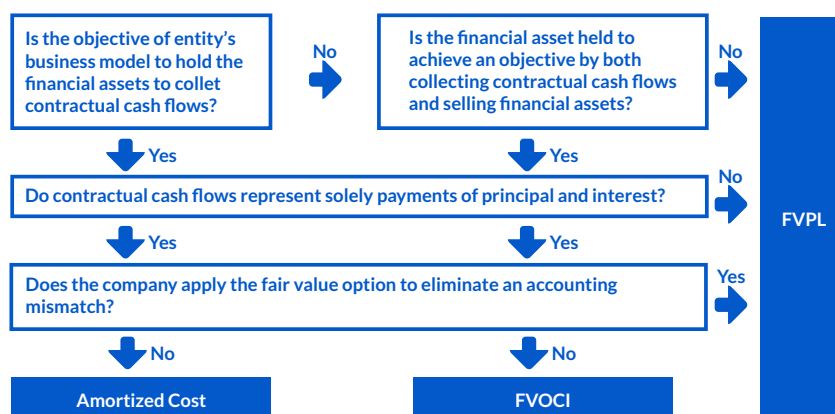 Is the objective of entity's
business model to hold the
financial assets to collet
contractual cash flows?
No
Is the financial asset held to
achieve an objective by both
collecting contractual cash flows
and selling financial assets?
No
Yes
Yes
Do contractual cash flows represent solely payments of principal and interest?
No
FVPL
Yes
Yes
Does the company apply the fair value option to eliminate an accounting
mismatch?
Yes
No
No
Amortized Cost
FVOCI